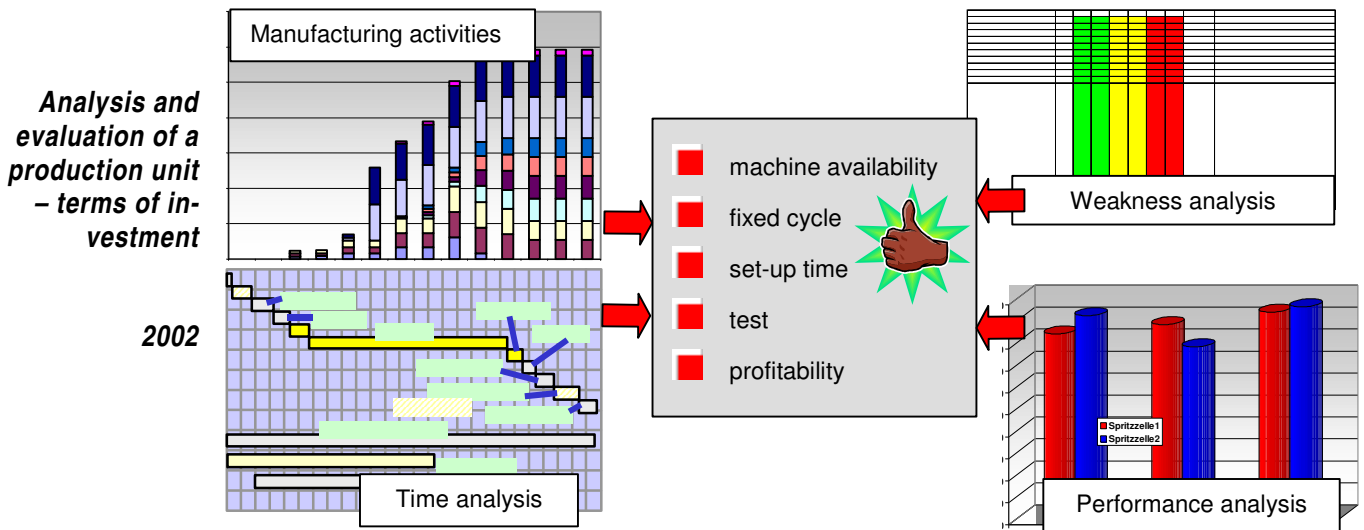 Analysis and
evaluation of a
production unit
– terms of in-
vestment
2002
Manufacturing activities
Time analysis
machine availability
fixed cycle
set-up time
test
profitability
Weakness analysis
Spritzzelle1
Spritzzelle2
Performance analysis